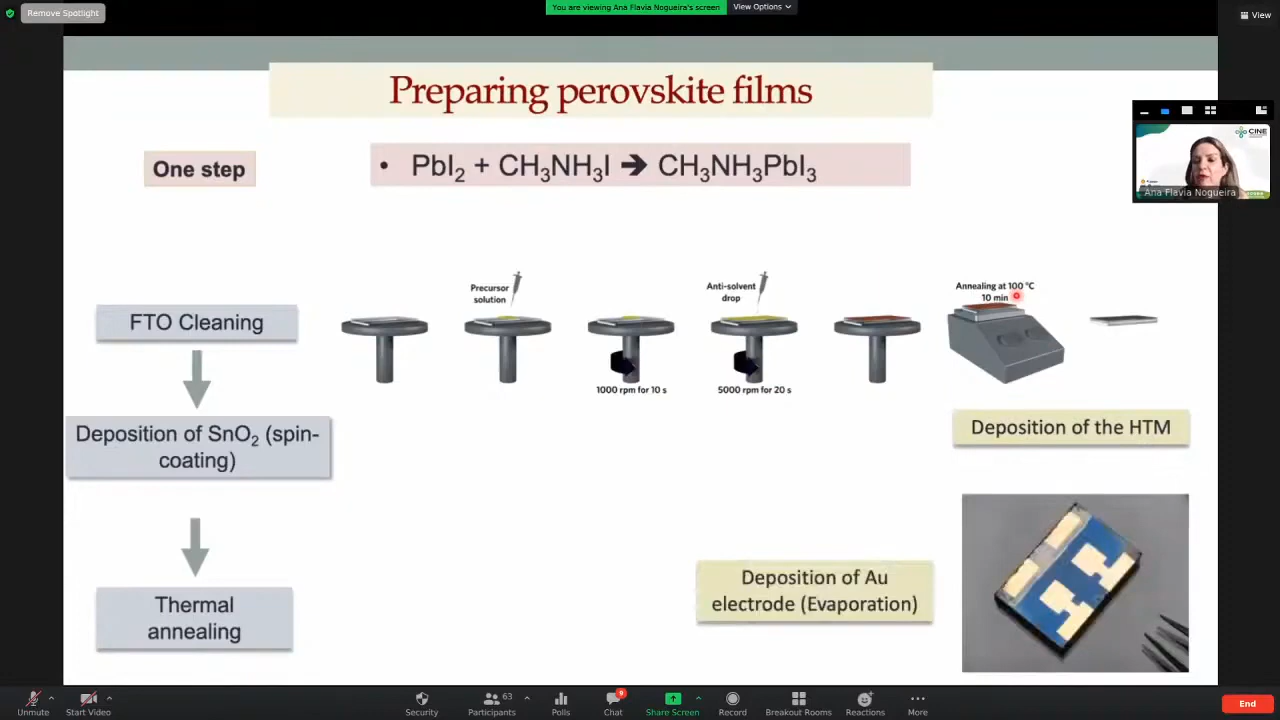 Remove Spotlight
You are viewing Ana Flavia Nogueira's screen
View Options
View
Preparing perovskite films
One step
• PbI₂ + CH₃NH₃I ➔ CH₃NH₃PbI₃
CINE
Ana Flavia Nogueira
FTO Cleaning
Precursor
solution
1000 rpm for 10 s
Anti-solvent
drop
5000 rpm for 20 s
Annealing at 100 °C
10 min
Deposition of SnO₂ (spin-
coating)
Thermal
annealing
Deposition of the HTM
Deposition of Au
electrode (Evaporation)
Unmute
Start Video
Security
63
Participants
Polls
9
Chat
Share Screen
Record
Breakout Rooms
Reactions
More
End